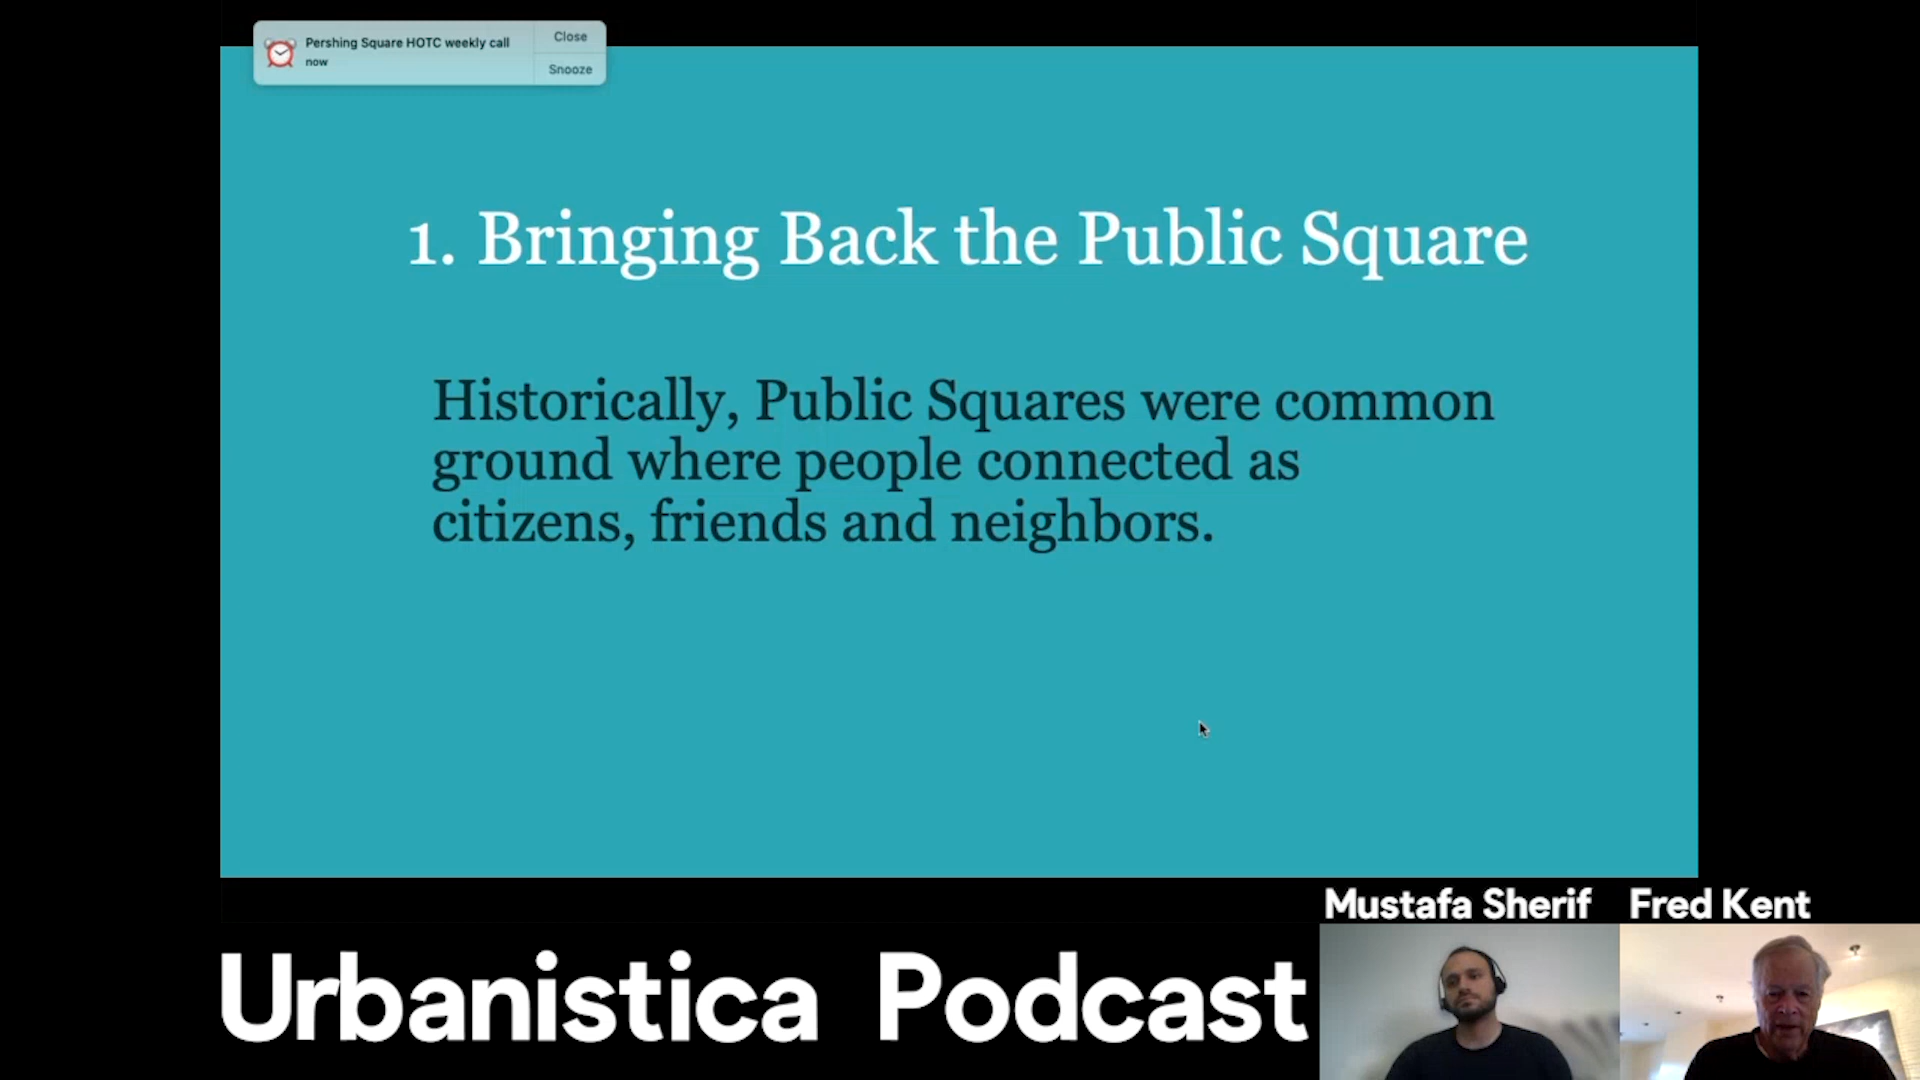 Pershing Square HOTC weekly call
now
Close
Snooze
1. Bringing Back the Public Square
Historically, Public Squares were common
ground where people connected as
citizens, friends and neighbors.
Mustafa Sherif
Fred Kent
Urbanistica Podcast